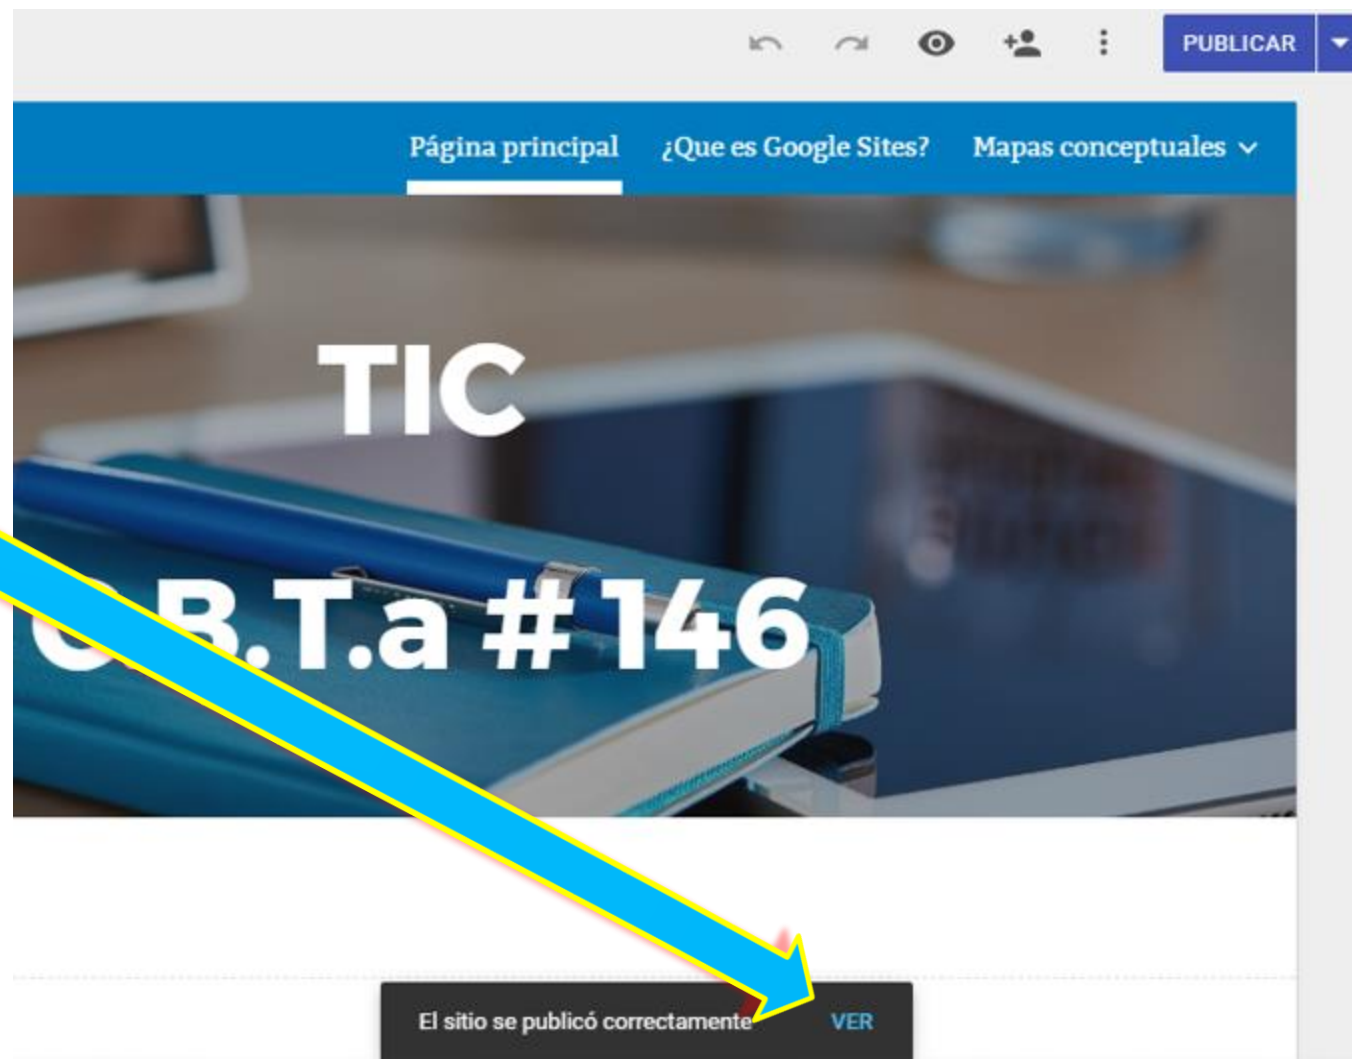 PUBLICAR
Página principal ¿Que es Google Sites? Mapas conceptuales
TIC
C.B.T.a # 146
El sitio se publicó correctamente VER